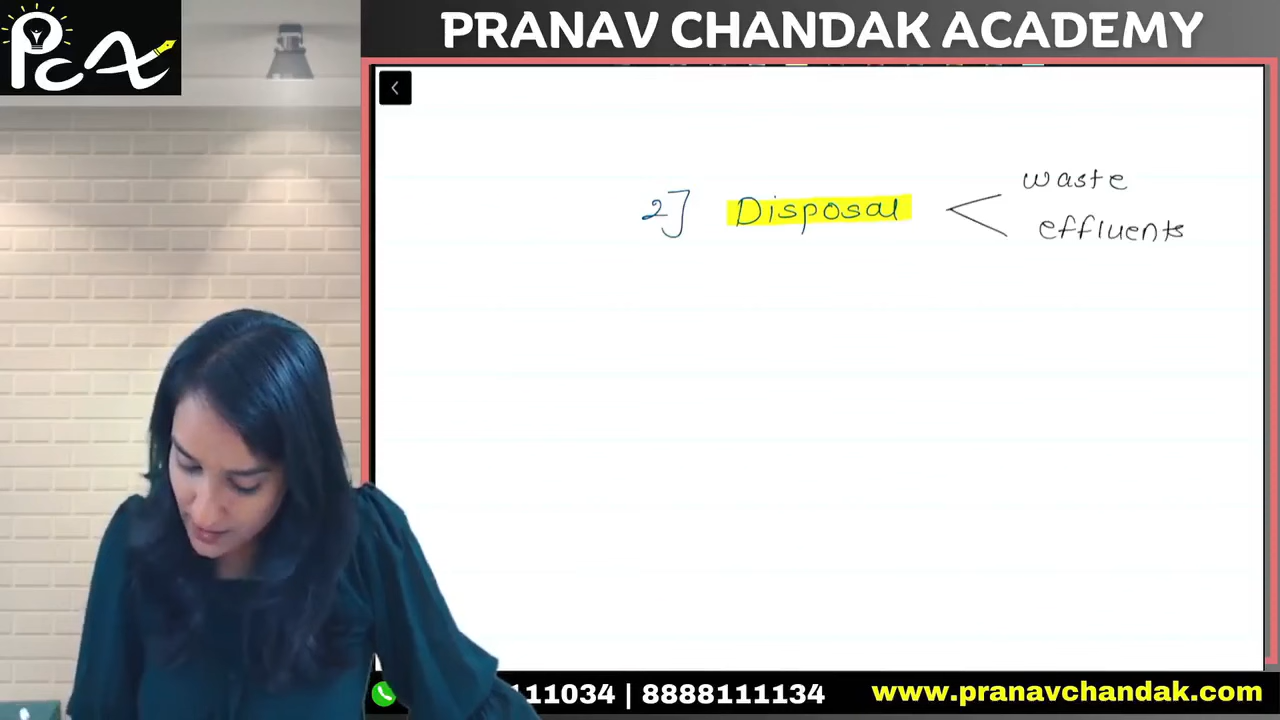 PCA
PRANAV CHANDAK ACADEMY
2] Disposal
waste
effluents
111034 | 8888111134
www.pranavchandak.com